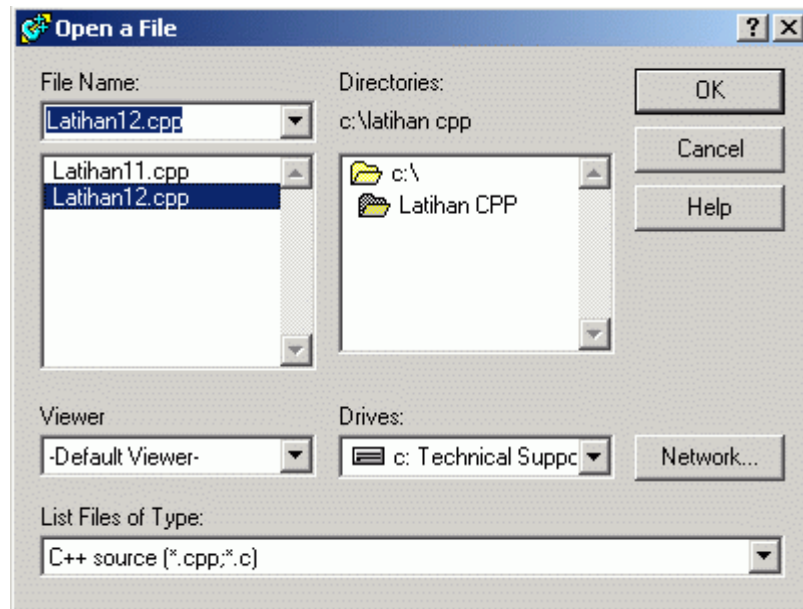 Open a File
File Name:
Latihan12.cpp
Latihan11.cpp
Latihan12.cpp
Directories:
c:\latihan cpp
c:\
Latihan CPP
OK
Cancel
Help
Viewer
-Default Viewer-
Drives:
c: Technical Suppc
Network...
List Files of Type:
C++ source (*.cpp;*.c)